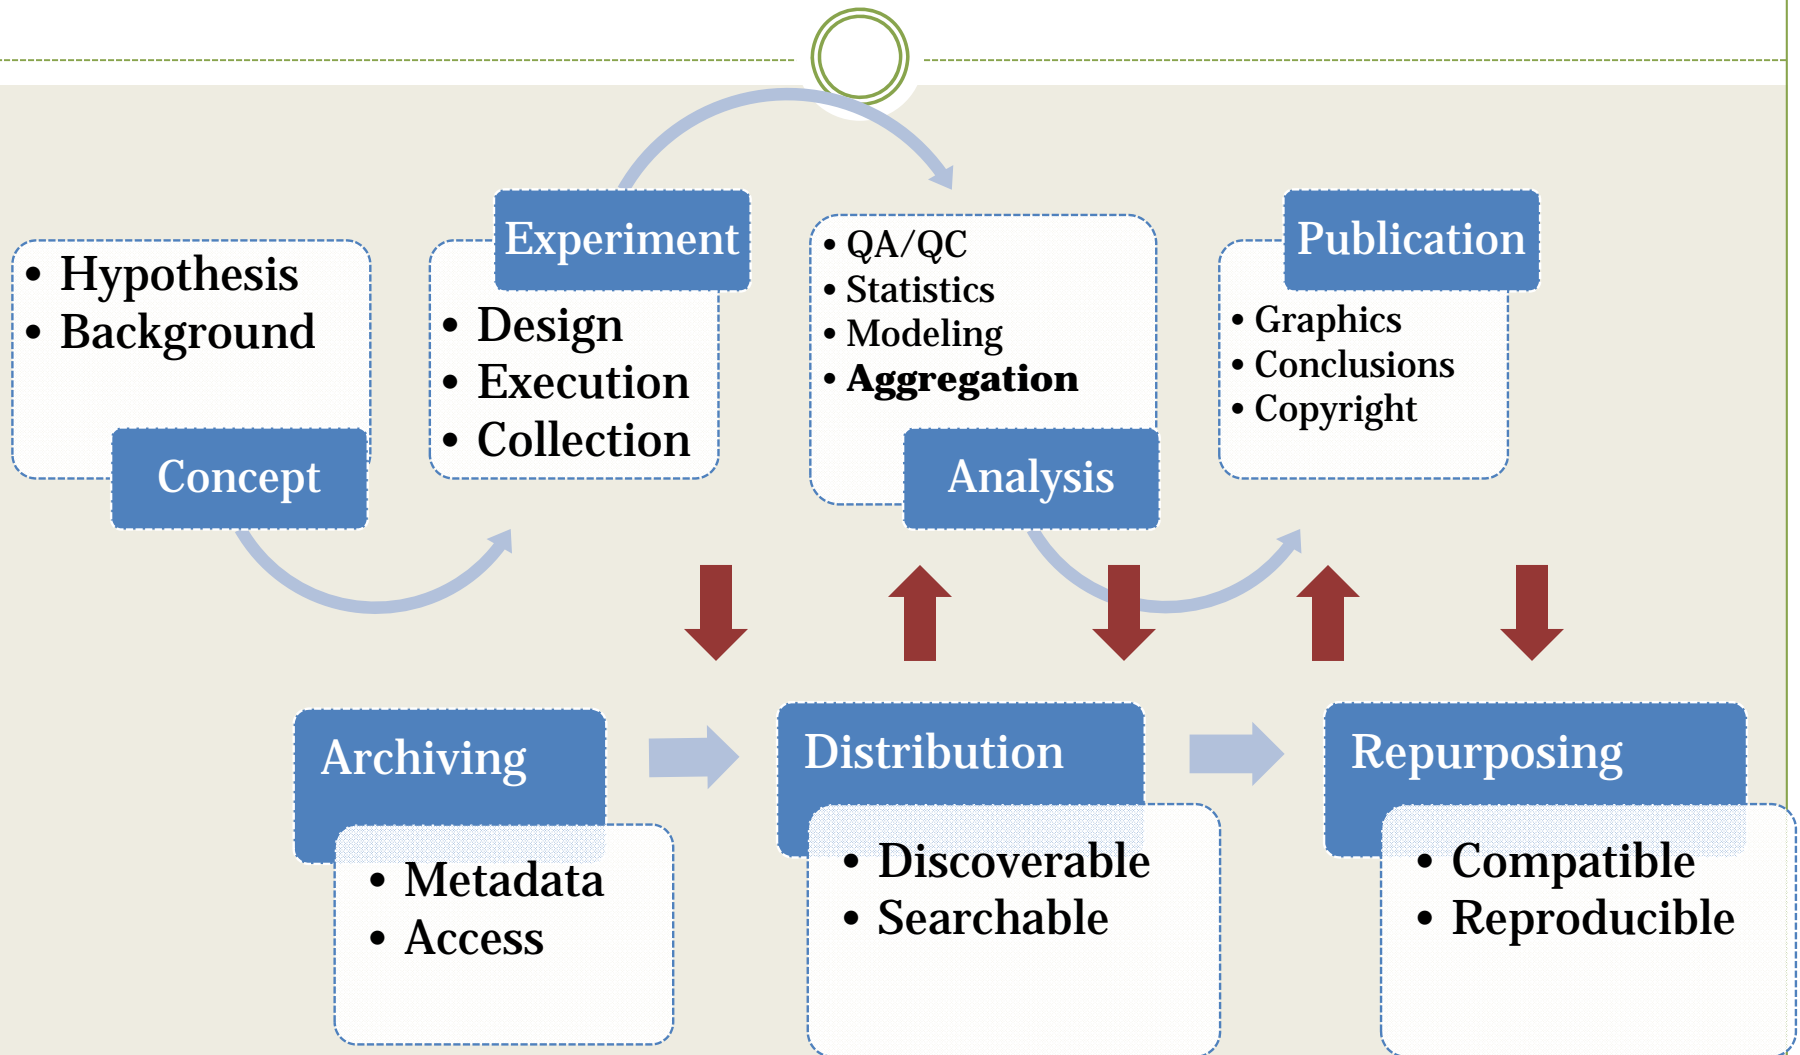 • Hypothesis
• Background
Concept
Experiment
• Design
• Execution
• Collection
• QA/QC
• Statistics
• Modeling
• Aggregation
Analysis
Publication
• Graphics
• Conclusions
• Copyright
Archiving
• Metadata
• Access
Distribution
• Discoverable
• Searchable
Repurposing
• Compatible
• Reproducible